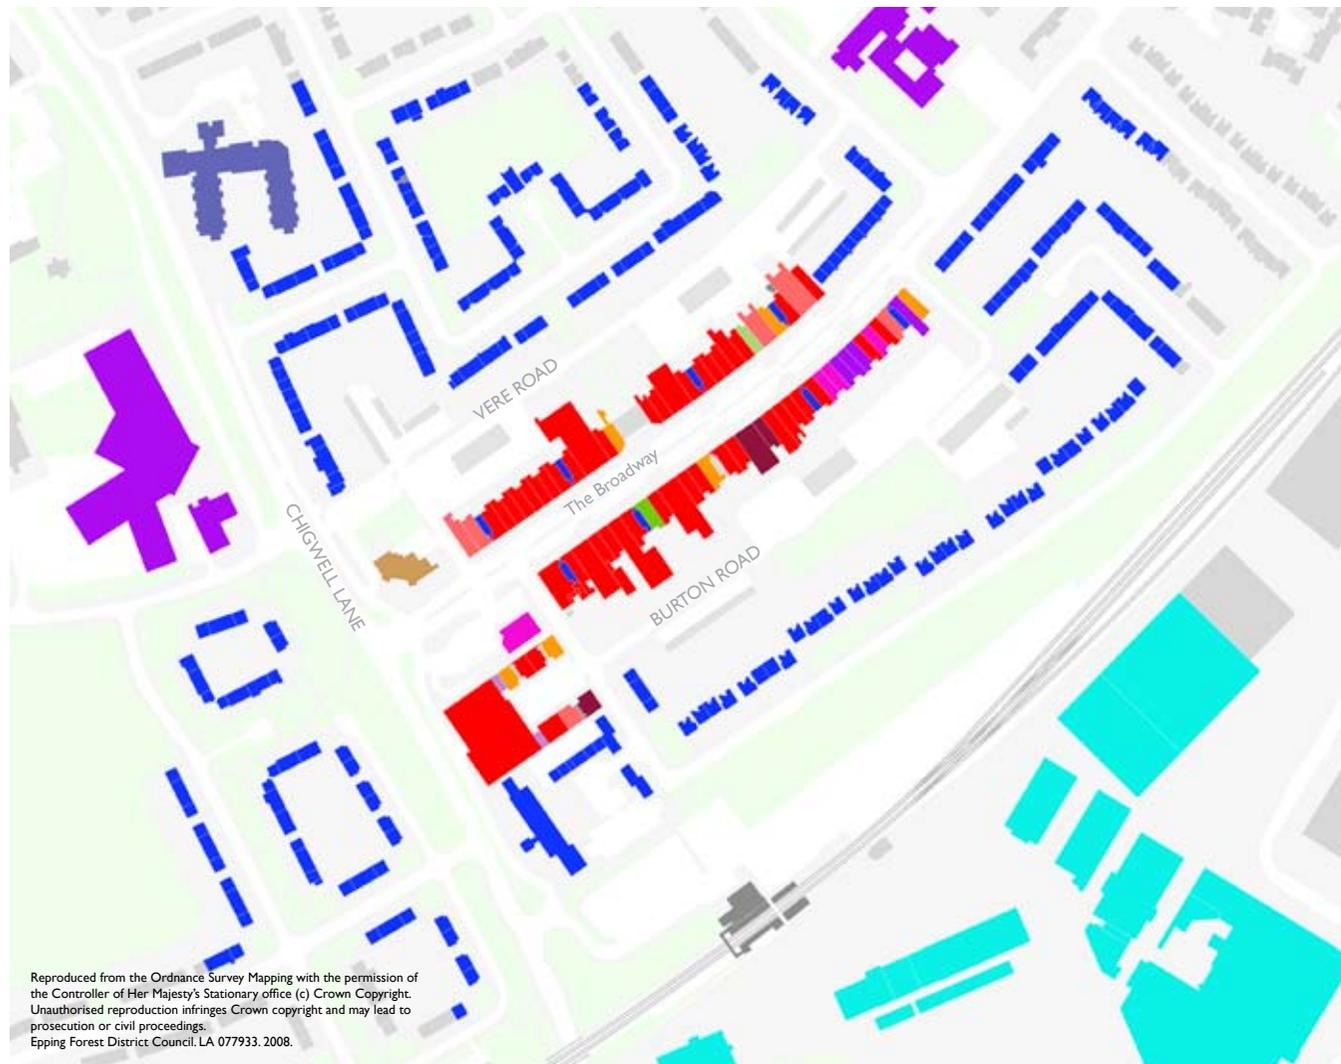 VERE ROAD
The Broadway
CHIGWELL LANE
BURTON ROAD
Reproduced from the Ordnance Survey Mapping with the permission of
the Controller of Her Majesty's Stationary office (c) Crown Copyright.
Unauthorised reproduction infringes Crown copyright and may lead to
prosecution or civil proceedings.
Epping Forest District Council. LA 077933. 2008.